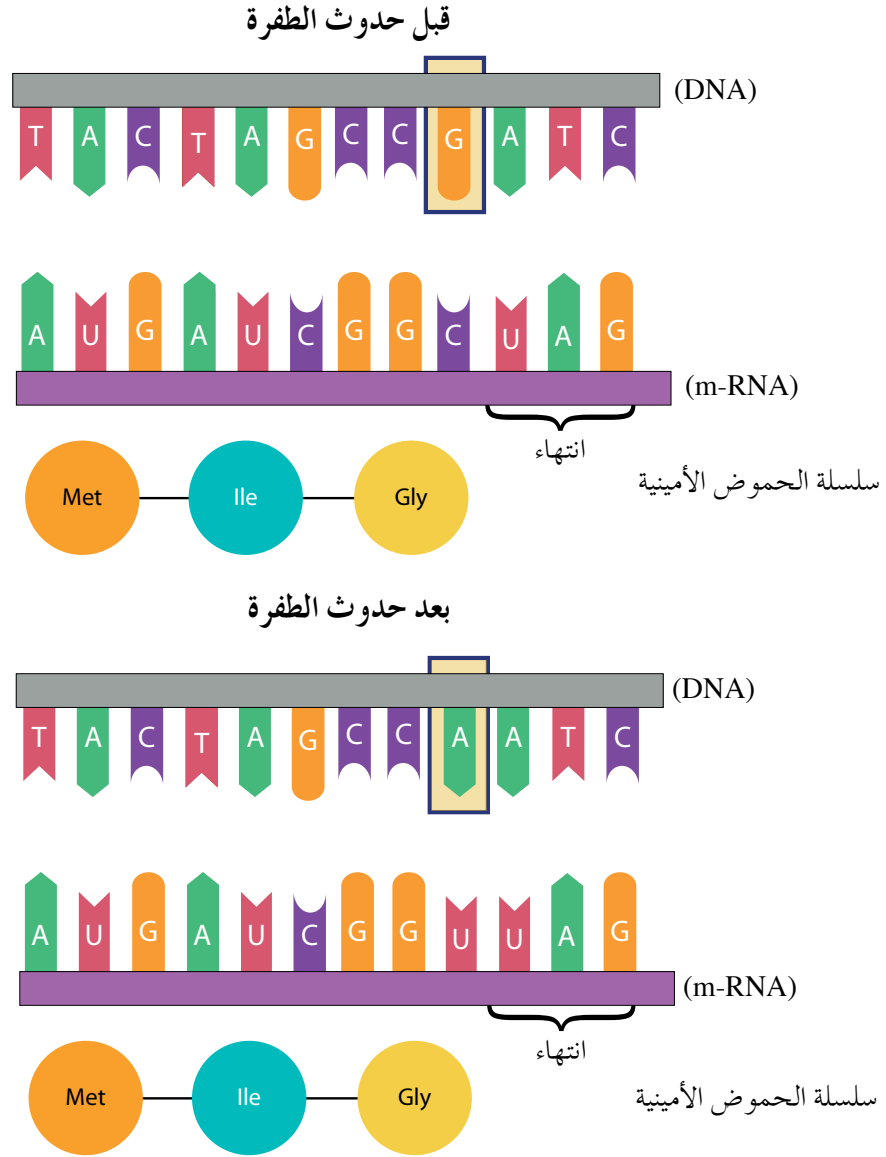 قبل حدوث الطفرة
(DNA)
T A C T A G C C G A T C
A U G A U C G G C U A G
(m-RNA)
انتهاء
Met Ile Gly
سلسلة الحموض الأمينية
بعد حدوث الطفرة
(DNA)
T A C T A G C C A A T C
A U G A U C G G U U A G
(m-RNA)
انتهاء
Met Ile Gly
سلسلة الحموض الأمينية